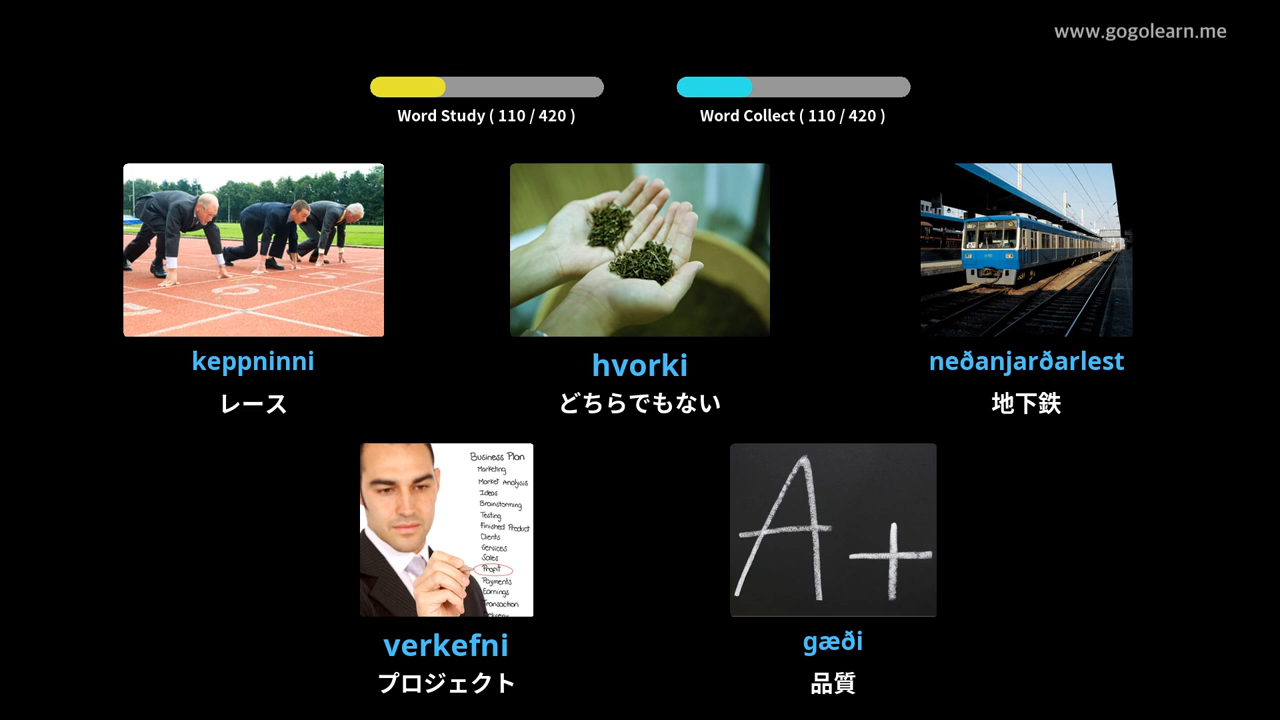 www.gogolearn.me
Word Study ( 110 / 420 )
Word Collect ( 110 / 420 )
keppninni
hvorki
neðanjarðarlest
レース
どちらでもない
地下鉄
Business Plan
Marketing
Market Analysis
Ideas
Brainstorming
Testing
Finished Product
Clients
Services
Sales
Profit
Payments
Earnings
Transaction
A+
verkefni
gæði
プロジェクト
品質